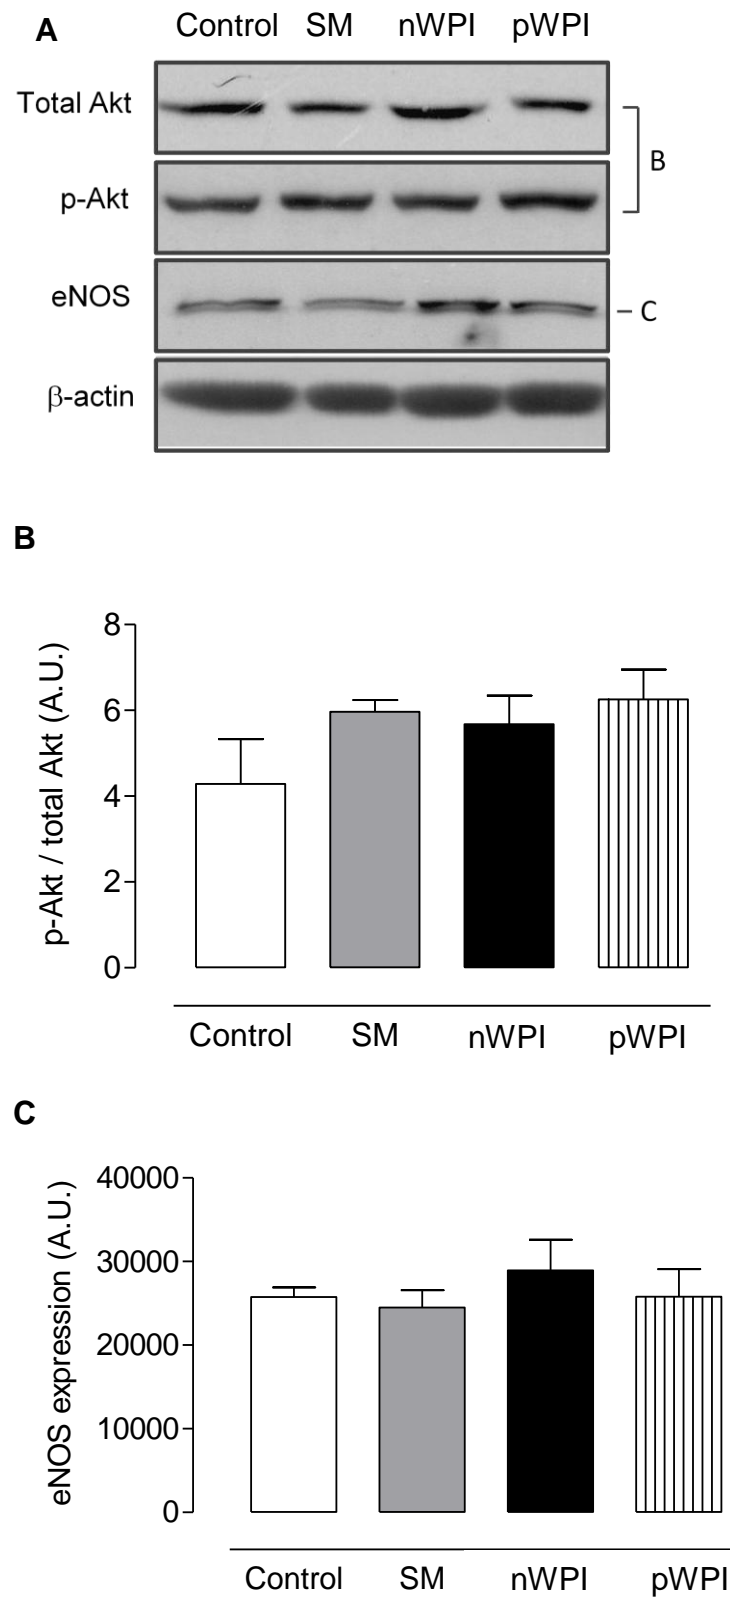 A
Control SM nWPI pWPI
Total Akt
B
p-Akt
eNOS
C
β-actin
B
p-Akt / total Akt (A.U.)
8
6
4
2
0
Control SM nWPI pWPI
C
eNOS expression (A.U.)
40000
30000
20000
10000
0
Control SM nWPI pWPI